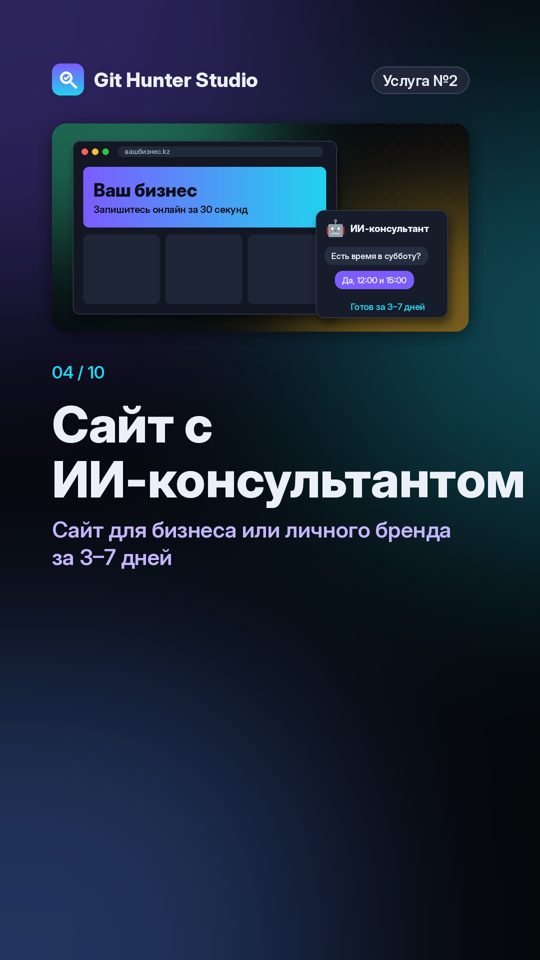 Git Hunter Studio
Услуга №2
вашбизнес.kz
Ваш бизнес
Запишитесь онлайн за 30 секунд
ИИ-консультант
Есть время в субботу?
Да, 12:00 и 15:00
Готов за 3–7 дней
04 / 10
Сайт с
ИИ-консультантом
Сайт для бизнеса или личного бренда
за 3–7 дней